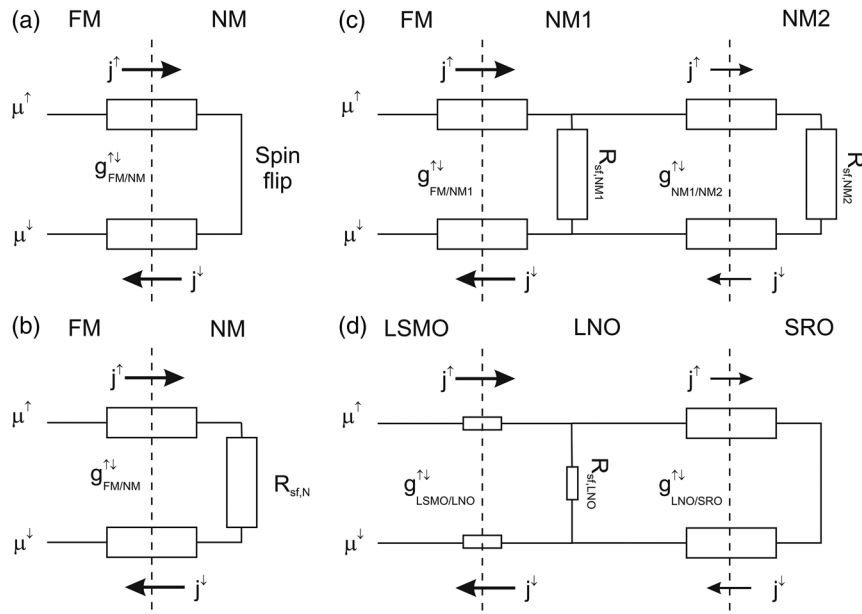 (a) FM NM
j↑
μ↑
g↑↓FM/NM
Spin
flip
μ↓
j↓
(b) FM NM
j↑
μ↑
g↑↓FM/NM
Rsf,N
μ↓
j↓
(c) FM NM1 NM2
j↑ j↑
μ↑
g↑↓FM/NM1 Rsf,NM1 g↑↓NM1/NM2 Rsf,NM2
μ↓
j↓ j↓
(d) LSMO LNO SRO
j↑ j↑
μ↑
g↑↓LSMO/LNO Rsf,LNO g↑↓LNO/SRO
μ↓
j↓ j↓